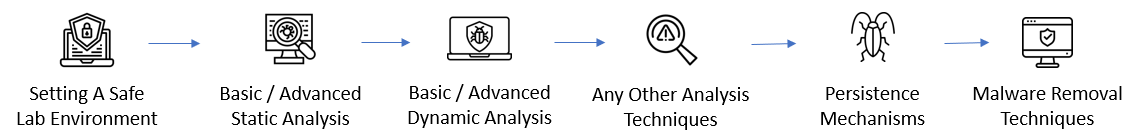 Setting A Safe
Lab Environment
Basic / Advanced
Static Analysis
Basic / Advanced
Dynamic Analysis
Any Other Analysis
Techniques
Persistence
Mechanisms
Malware Removal
Techniques